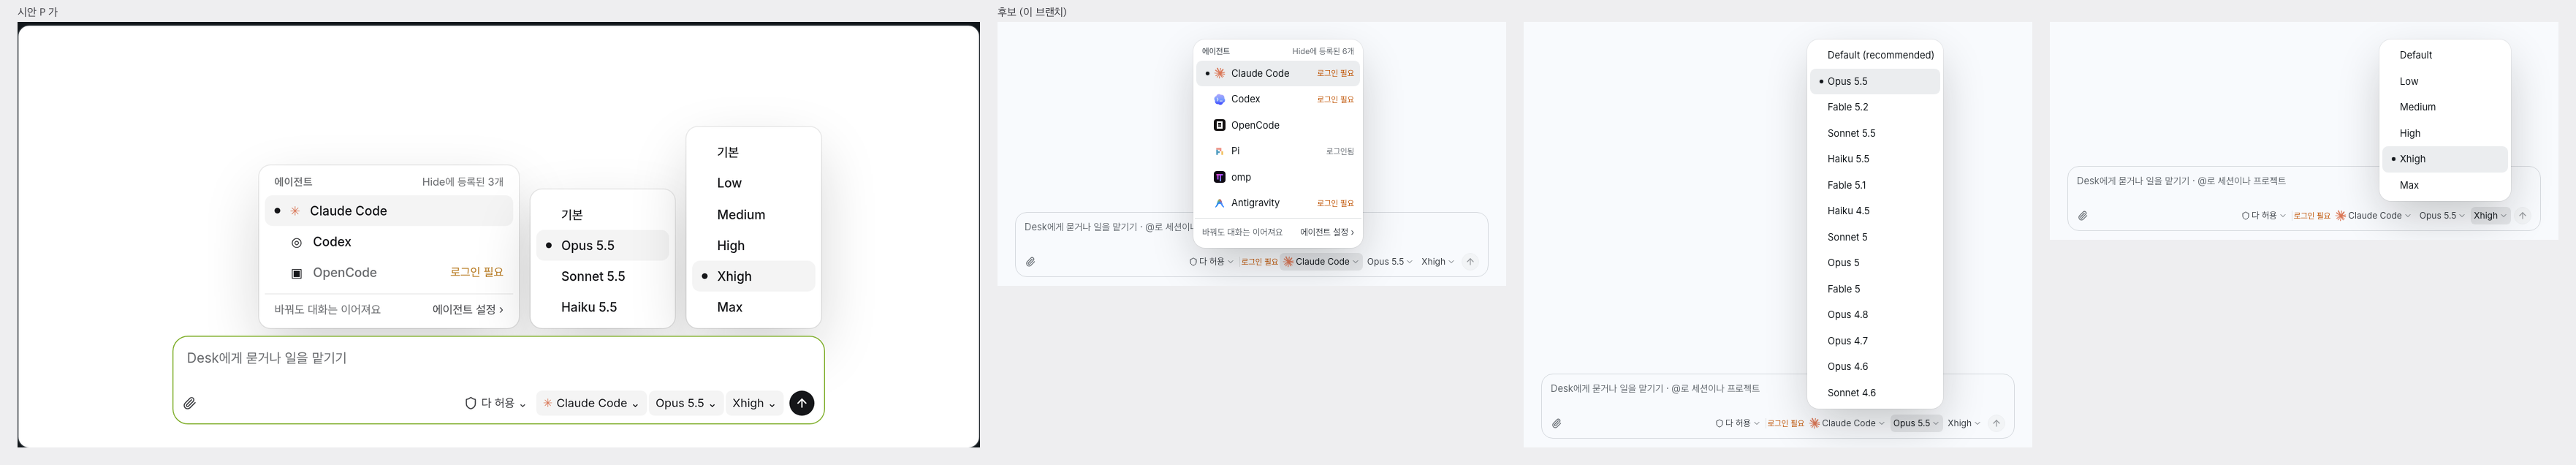 시안 P 가
에이전트 Hide에 등록된 3개
Claude Code
Codex
OpenCode 로그인 필요
바꿔도 대화는 이어져요 에이전트 설정 ›
기본
Opus 5.5
Sonnet 5.5
Haiku 5.5
기본
Low
Medium
High
Xhigh
Max
Desk에게 묻거나 일을 맡기기
다 허용 Claude Code Opus 5.5 Xhigh
후보 (이 브랜치)
에이전트 Hide에 등록된 6개
Claude Code 로그인 필요
Codex 로그인 필요
OpenCode
Pi 로그인됨
omp
Antigravity 로그인 필요
바꿔도 대화는 이어져요 에이전트 설정 ›
Desk에게 묻거나 일을 맡기기 · @로 세션이나
다 허용 로그인 필요 Claude Code Opus 5.5 Xhigh
Default (recommended)
Opus 5.5
Fable 5.2
Sonnet 5.5
Haiku 5.5
Fable 5.1
Haiku 4.5
Sonnet 5
Opus 5
Fable 5
Opus 4.8
Opus 4.7
Opus 4.6
Sonnet 4.6
Desk에게 묻거나 일을 맡기기 · @로 세션이나 프로젝트
다 허용 로그인 필요 Claude Code Opus 5.5 Xhigh
Default
Low
Medium
High
Xhigh
Max
Desk에게 묻거나 일을 맡기기 · @로 세션이나 프로젝트
다 허용 로그인 필요 Claude Code Opus 5.5 Xhigh